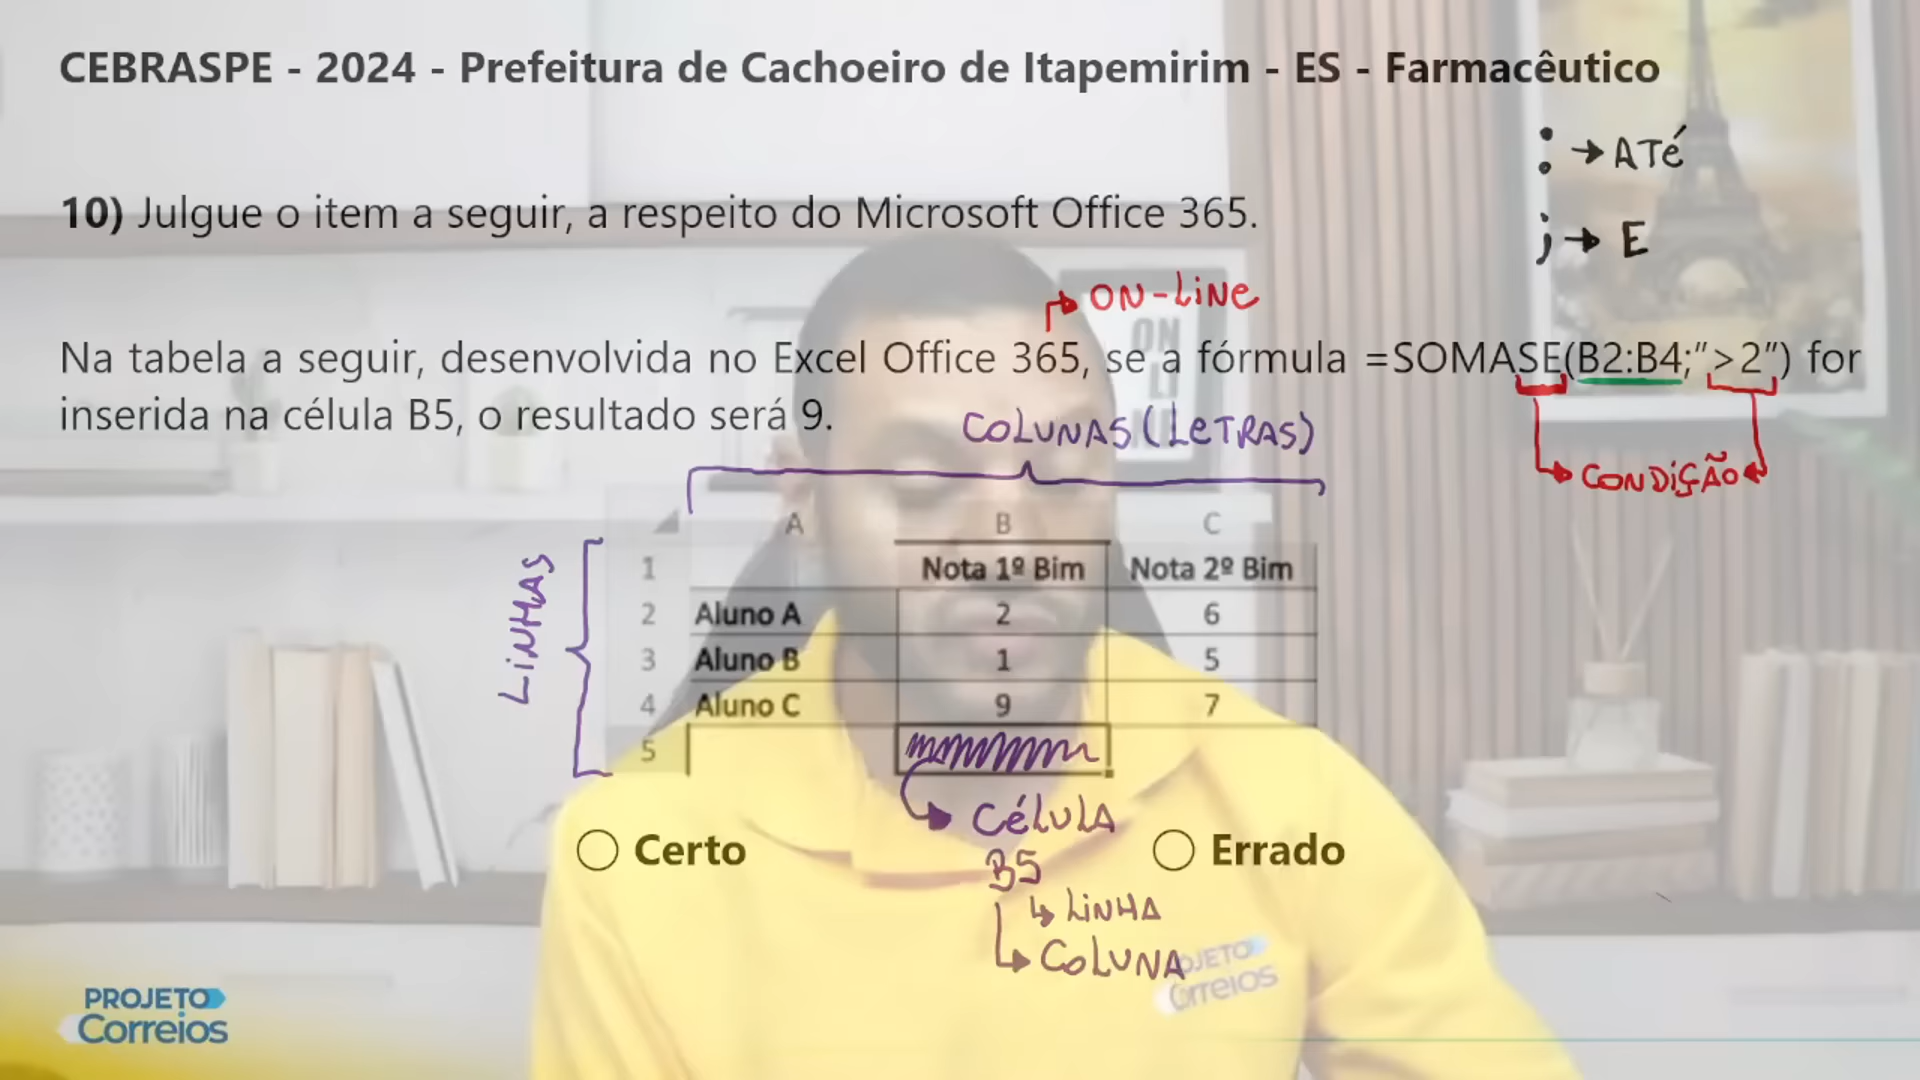 CEBRASPE - 2024 - Prefeitura de Cachoeiro de Itapemirim - ES - Farmacêutico
: → ATÉ
10) Julgue o item a seguir, a respeito do Microsoft Office 365.
; → E
ON-LINE
Na tabela a seguir, desenvolvida no Excel Office 365, se a fórmula =SOMASE(B2:B4;">2") for
inserida na célula B5, o resultado será 9.
COLUNAS (LETRAS)
CONDIÇÃO
A B C
LINHAS
1 Nota 1º Bim Nota 2º Bim
2 Aluno A 2 6
3 Aluno B 1 5
4 Aluno C 9 7
5
CÉLULA
Certo
Errado
B5
LINHA
COLUNA
PROJETO
Correios
PROJETO
Correios